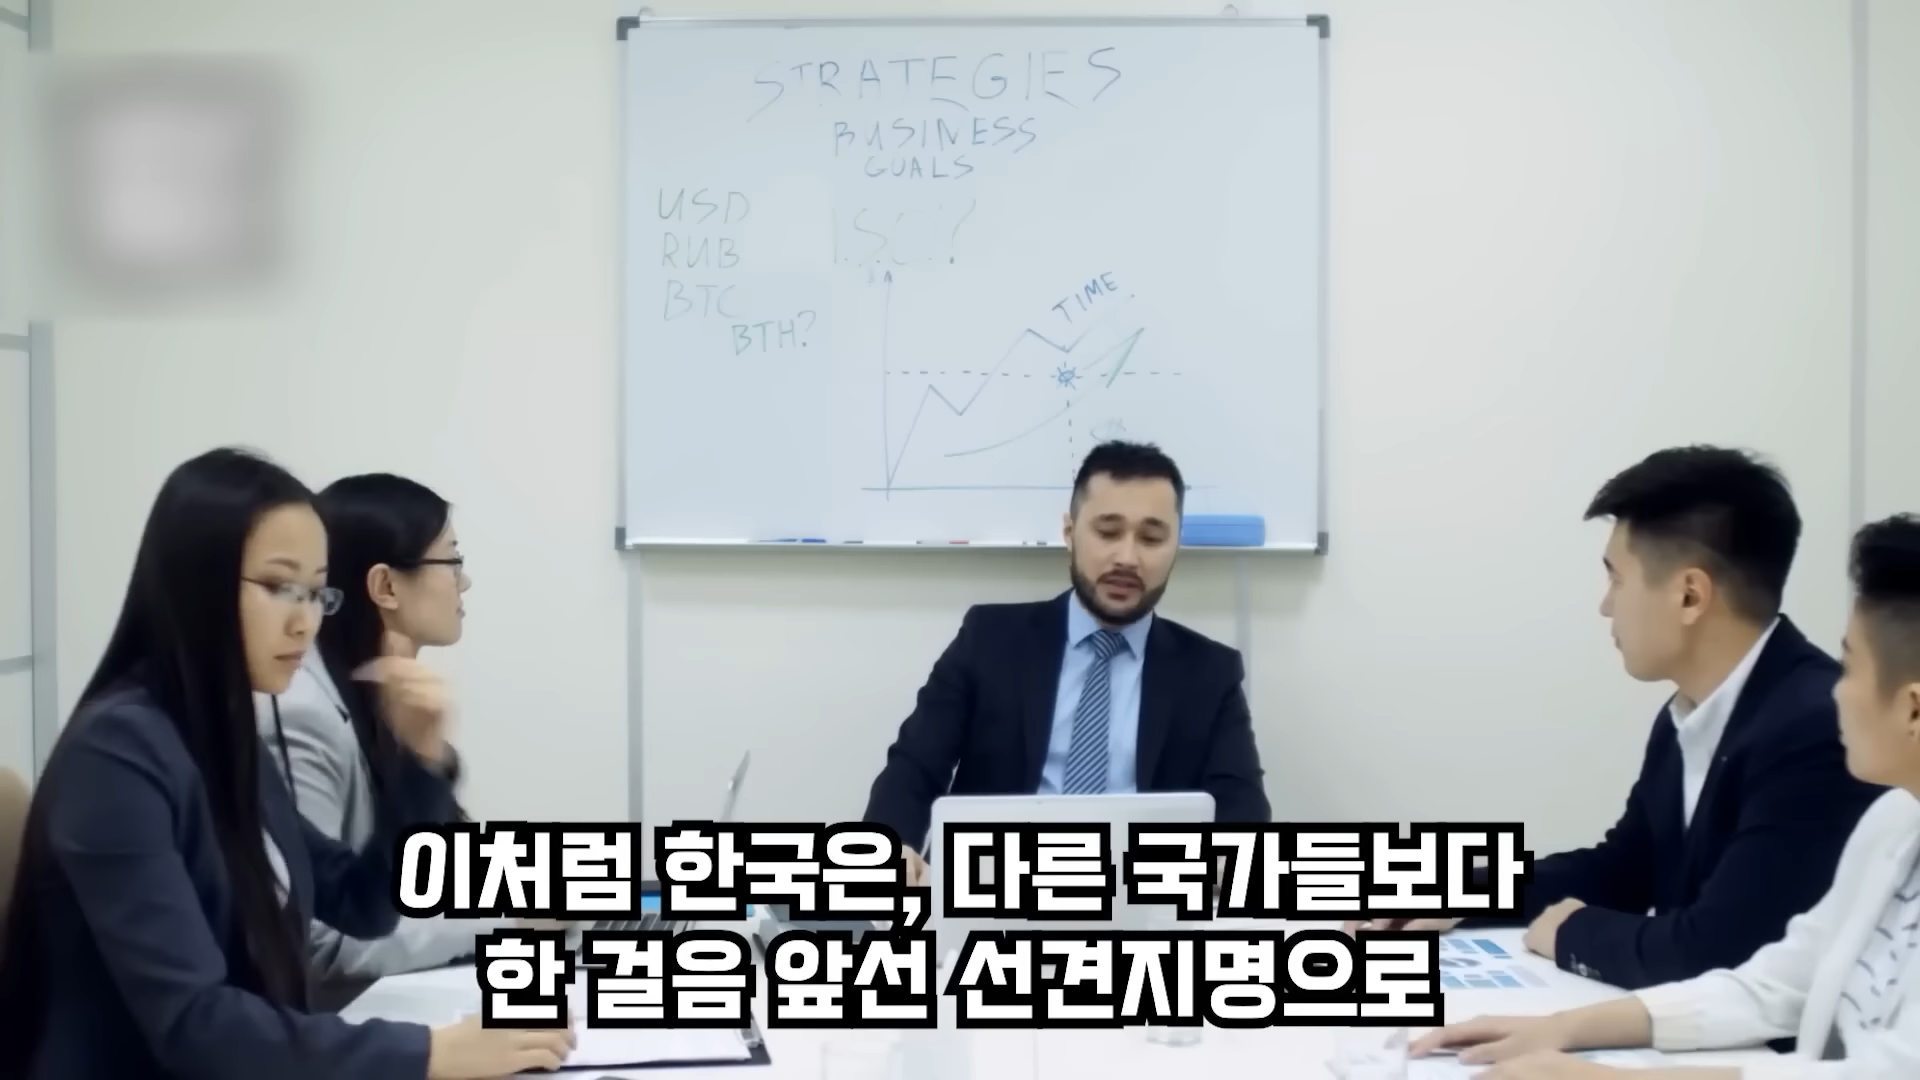 STRATEGIES
BUSINESS
GUALS
USD
RUB
BTC
BTH?
TIME
이처럼 한국은, 다른 국가들보다
한 걸음 앞선 선견지명으로